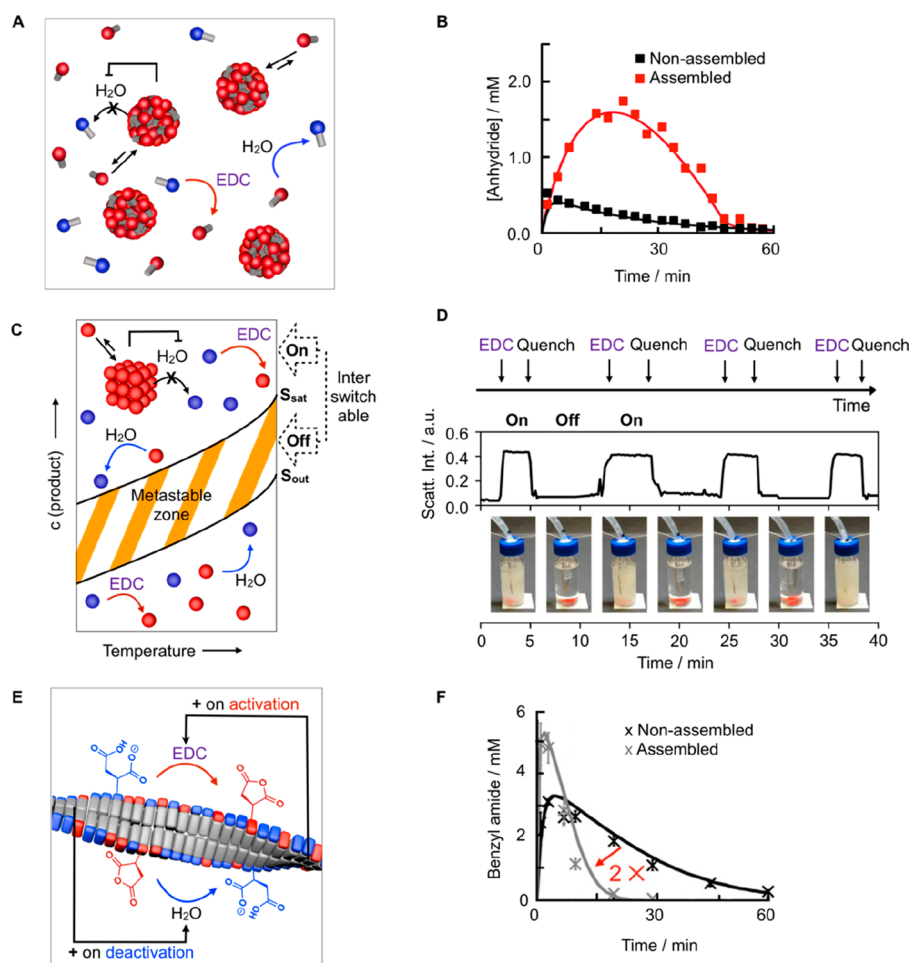 A
H₂O
H₂O
EDC
B
Non-assembled
Assembled
[Anhydride] / mM
2.0
1.0
0.0
0
30
60
Time / min
C
EDC
H₂O
On
Inter
switch
able
Off
Ssat
Sout
H₂O
Metastable
zone
H₂O
EDC
c (product)
Temperature
D
EDC Quench EDC Quench EDC Quench EDC Quench
Time
On Off On
Scatt. Int. / a.u.
0.6
0.4
0.2
0.0
0 5 10 15 20 25 30 35 40
Time / min
E
+ on activation
EDC
O OH O⊖ O
O O O
O O O
H₂O
O ⊖O OH O
+ on deactivation
F
Non-assembled
Assembled
Benzyl amide / mM
6
4
2
0
2 ×
0
30
60
Time / min